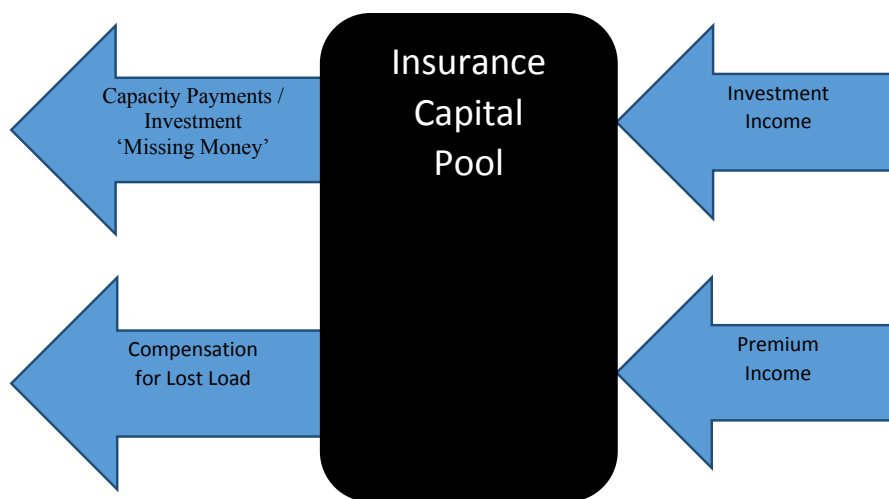 Capacity Payments /
Investment
‘Missing Money’
Insurance
Capital
Pool
Investment
Income
Compensation
for Lost Load
Premium
Income